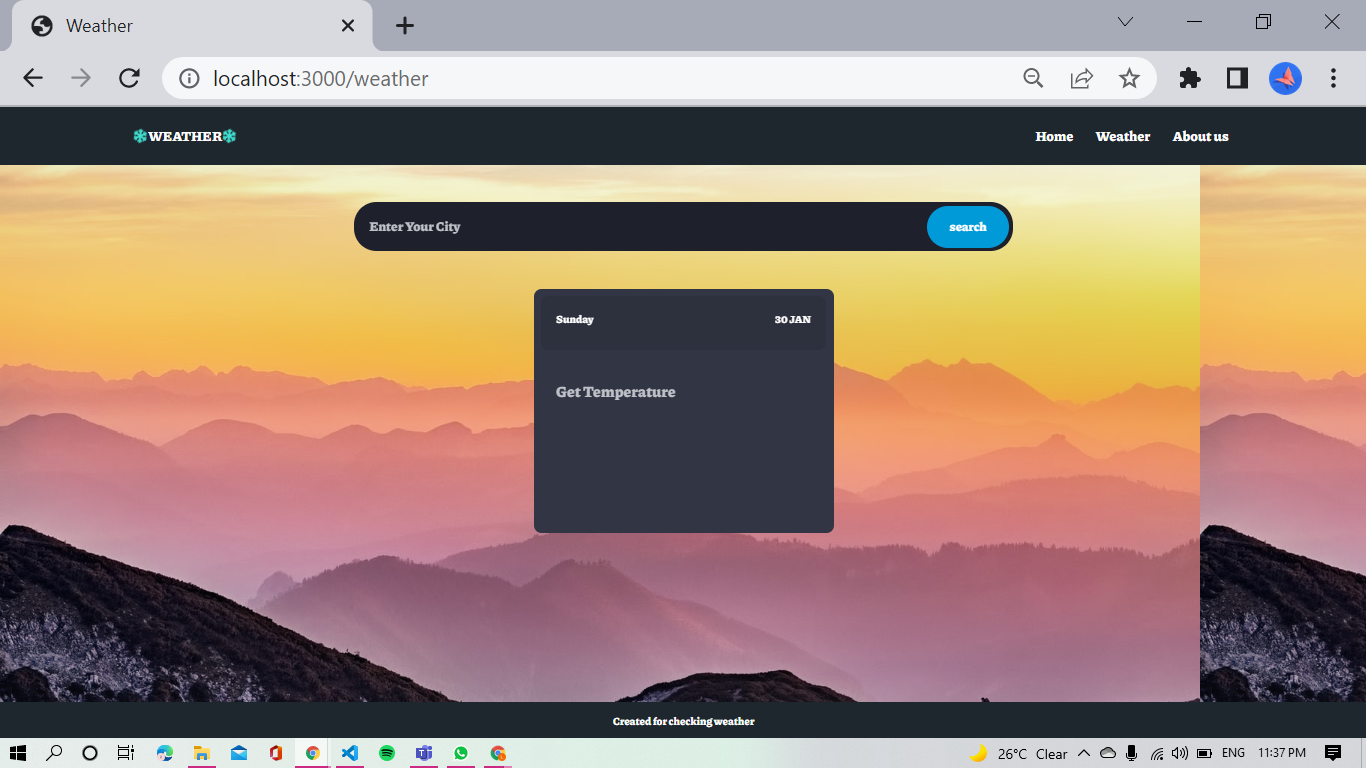 Weather
localhost:3000/weather
WEATHER
Home Weather About us
Enter Your City search
Sunday 30 JAN
Get Temperature
Created for checking weather
26°C Clear ENG 11:37 PM